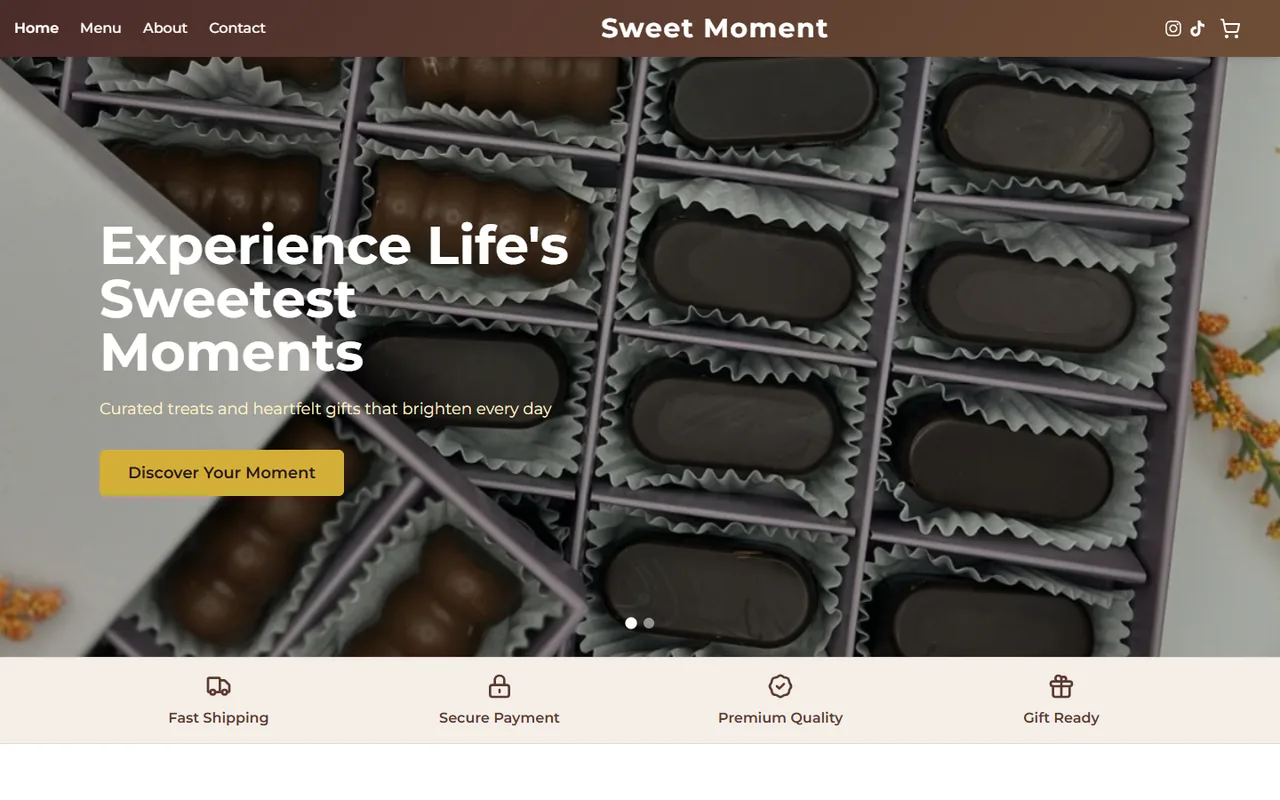 Home Menu About Contact
Sweet Moment
Experience Life's
Sweetest
Moments
Curated treats and heartfelt gifts that brighten every day
Discover Your Moment
Fast Shipping
Secure Payment
Premium Quality
Gift Ready